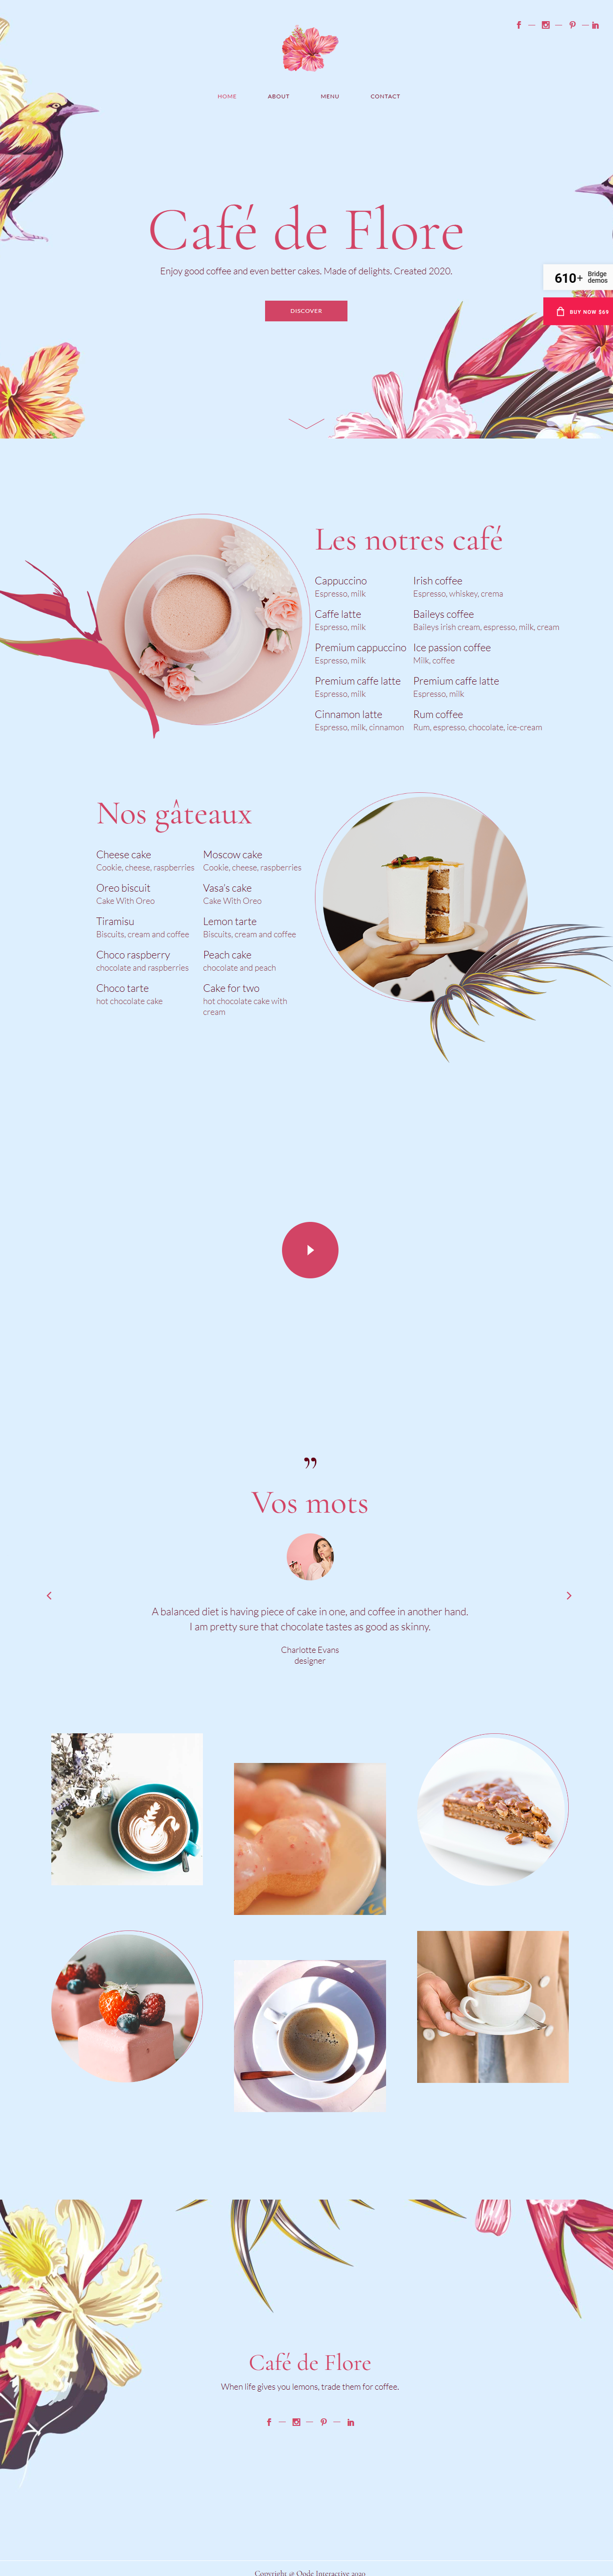 HOME ABOUT MENU CONTACT
Café de Flore
Enjoy good coffee and even better cakes. Made of delights. Created 2020.
610+ Bridge
demos
DISCOVER
BUY NOW $69
Les notres café
Cappuccino
Espresso, milk
Caffe latte
Espresso, milk
Premium cappuccino
Espresso, milk
Premium caffe latte
Espresso, milk
Cinnamon latte
Espresso, milk, cinnamon
Irish coffee
Espresso, whiskey, crema
Baileys coffee
Baileys irish cream, espresso, milk, cream
Ice passion coffee
Milk, coffee
Premium caffe latte
Espresso, milk
Rum coffee
Rum, espresso, chocolate, ice-cream
Nos gâteaux
Cheese cake
Cookie, cheese, raspberries
Oreo biscuit
Cake With Oreo
Tiramisu
Biscuits, cream and coffee
Choco raspberry
chocolate and raspberries
Choco tarte
hot chocolate cake
Moscow cake
Cookie, cheese, raspberries
Vasa's cake
Cake With Oreo
Lemon tarte
Biscuits, cream and coffee
Peach cake
chocolate and peach
Cake for two
hot chocolate cake with
cream
”
Vos mots
A balanced diet is having piece of cake in one, and coffee in another hand.
I am pretty sure that chocolate tastes as good as skinny.
Charlotte Evans
designer
Café de Flore
When life gives you lemons, trade them for coffee.
Copyright @ Qode Interactive 2020